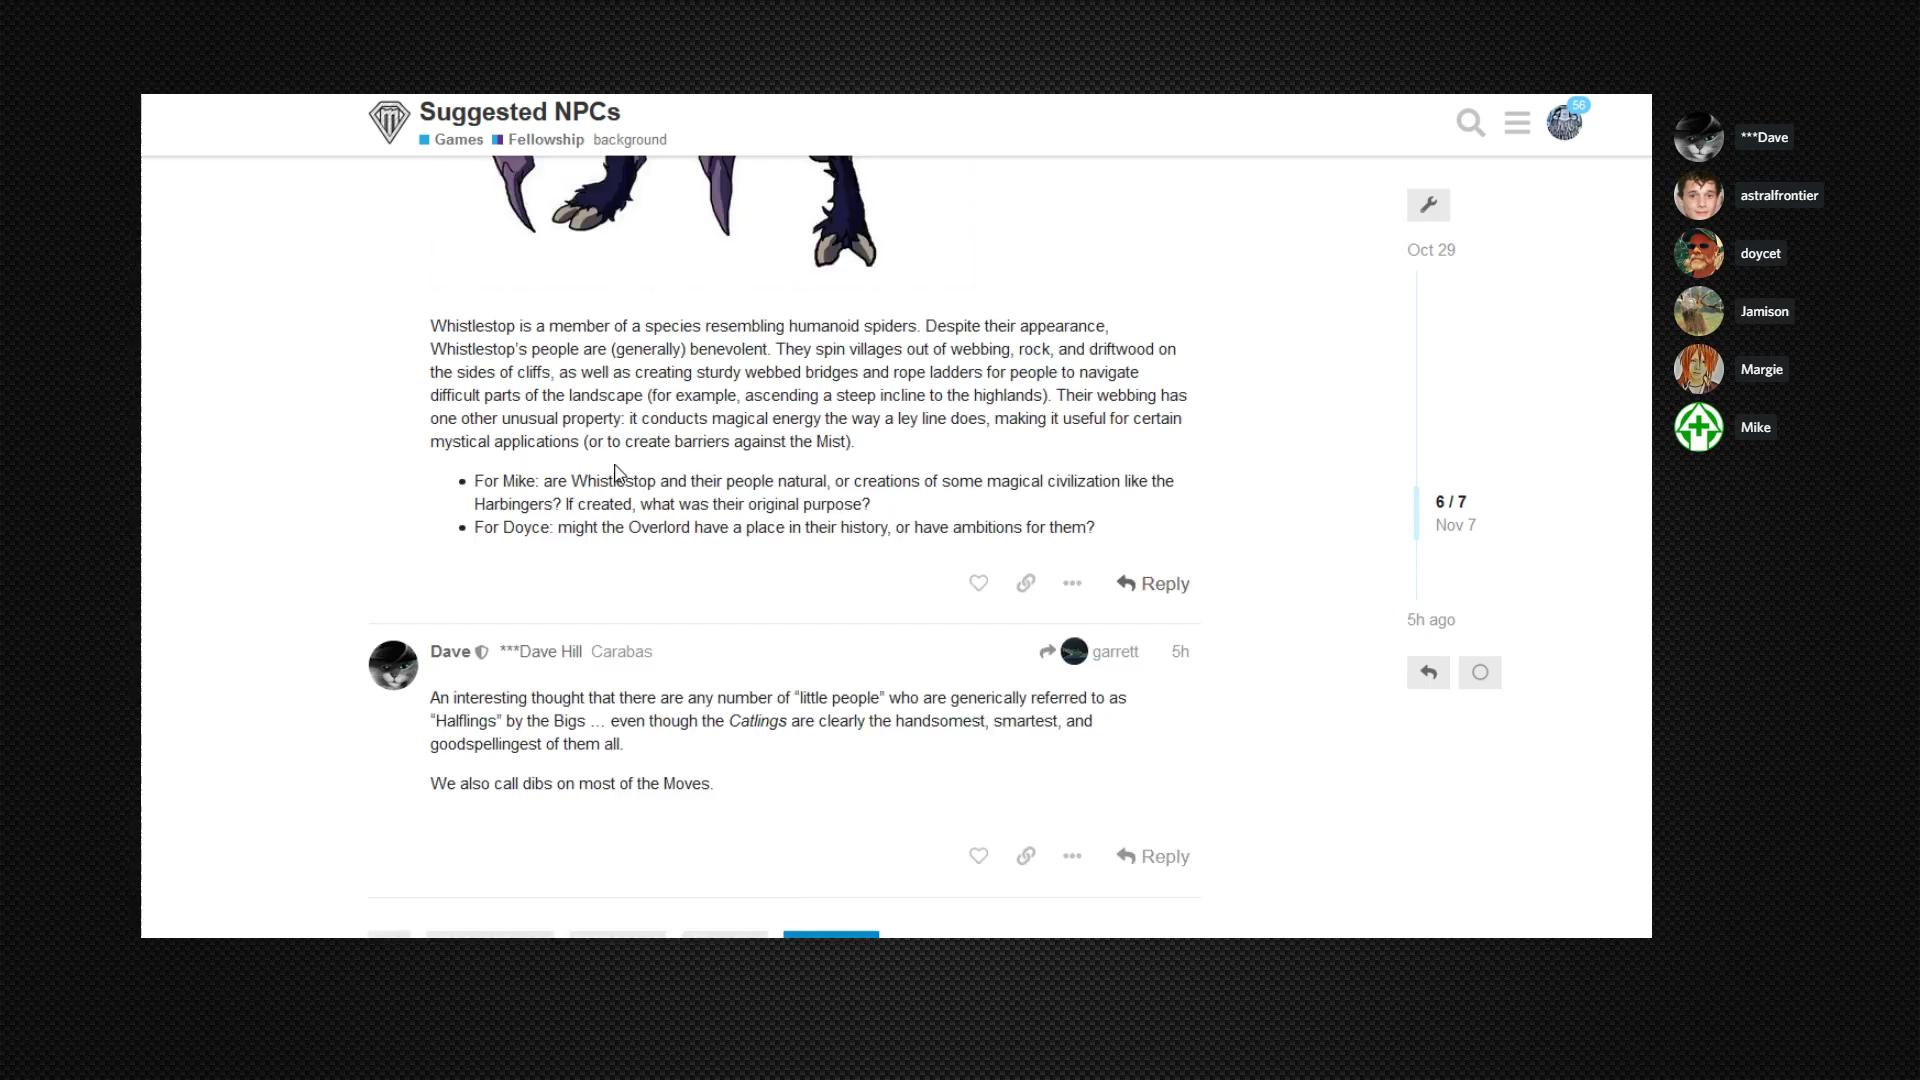 Suggested NPCs
Games Fellowship background
56
***Dave
astralfrontier
doycet
Jamison
Margie
Mike
Oct 29
Whistlestop is a member of a species resembling humanoid spiders. Despite their appearance,
Whistlestop's people are (generally) benevolent. They spin villages out of webbing, rock, and driftwood on
the sides of cliffs, as well as creating sturdy webbed bridges and rope ladders for people to navigate
difficult parts of the landscape (for example, ascending a steep incline to the highlands). Their webbing has
one other unusual property: it conducts magical energy the way a ley line does, making it useful for certain
mystical applications (or to create barriers against the Mist).
• For Mike: are Whistlestop and their people natural, or creations of some magical civilization like the
Harbingers? If created, what was their original purpose?
• For Doyce: might the Overlord have a place in their history, or have ambitions for them?
6 / 7
Nov 7
Reply
5h ago
Dave ***Dave Hill Carabas garrett 5h
An interesting thought that there are any number of “little people” who are generically referred to as
“Halflings” by the Bigs … even though the Catlings are clearly the handsomest, smartest, and
goodspellingest of them all.
We also call dibs on most of the Moves.
Reply